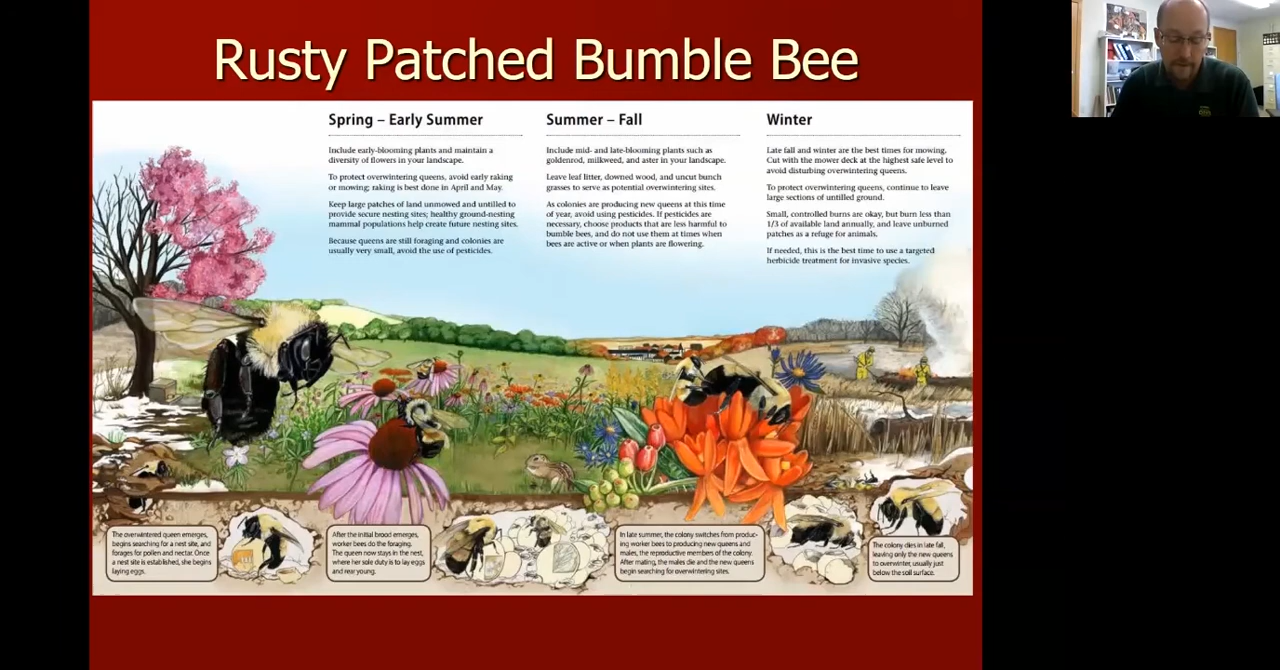 Rusty Patched Bumble Bee
Spring – Early Summer
Include early-blooming plants and maintain a
diversity of flowers in your landscape.
To protect overwintering queens, avoid early raking
or mowing; raking is best done in April and May.
Keep large patches of land unmowed and untilled to
provide secure nesting sites; healthy ground-nesting
mammal populations help create future nesting sites.
Because queens are still foraging and colonies are
usually very small, avoid the use of pesticides.
Summer – Fall
Include mid- and late-blooming plants such as
goldenrod, milkweed, and aster in your landscape.
Leave leaf litter, downed wood, and uncut bunch
grasses to serve as potential overwintering sites.
As colonies are producing new queens at this time
of year, avoid using pesticides. If pesticides are
necessary, choose products that are less harmful to
bumble bees, and do not use them at times when
bees are active or when plants are flowering.
Winter
Late fall and winter are the best times for mowing.
Cut with the mower deck at the highest safe level to
avoid disturbing overwintering queens.
To protect overwintering queens, continue to leave
large sections of untilled ground.
Small, controlled burns are okay, but burn less than
1/3 of available land annually, and leave unburned
patches as a refuge for animals.
If needed, this is the best time to use a targeted
herbicide treatment for invasive species.
The overwintered queen emerges,
begins searching for a nest site, and
forages for pollen and nectar. Once
a nest site is established, she begins
laying eggs.
After the initial brood emerges,
worker bees do the foraging.
The queen now stays in the nest,
where her sole duty is to lay eggs
and rear young.
In late summer, the colony switches from produc-
ing worker bees to producing new queens and
males, the reproductive members of the colony.
After mating, the males die and the new queens
begin searching for overwintering sites.
The colony dies in late fall,
leaving only the new queens
to overwinter, usually just
below the soil surface.